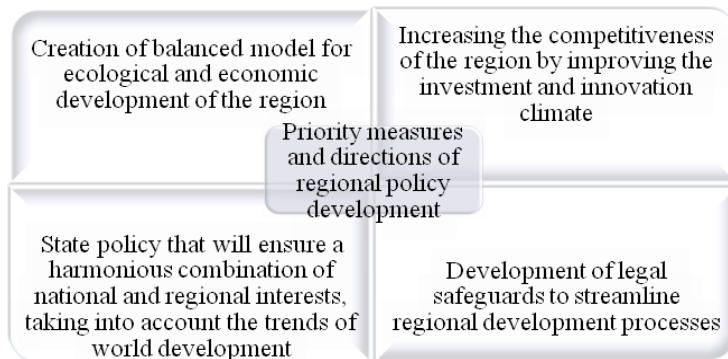 Creation of balanced model for
ecological and economic
development of the region
Increasing the competitiveness
of the region by improving the
investment and innovation
climate
Priority measures
and directions of
regional policy
development
State policy that will ensure a
harmonious combination of
national and regional interests,
taking into account the trends of
world development
Development of legal
safeguards to streamline
regional development processes